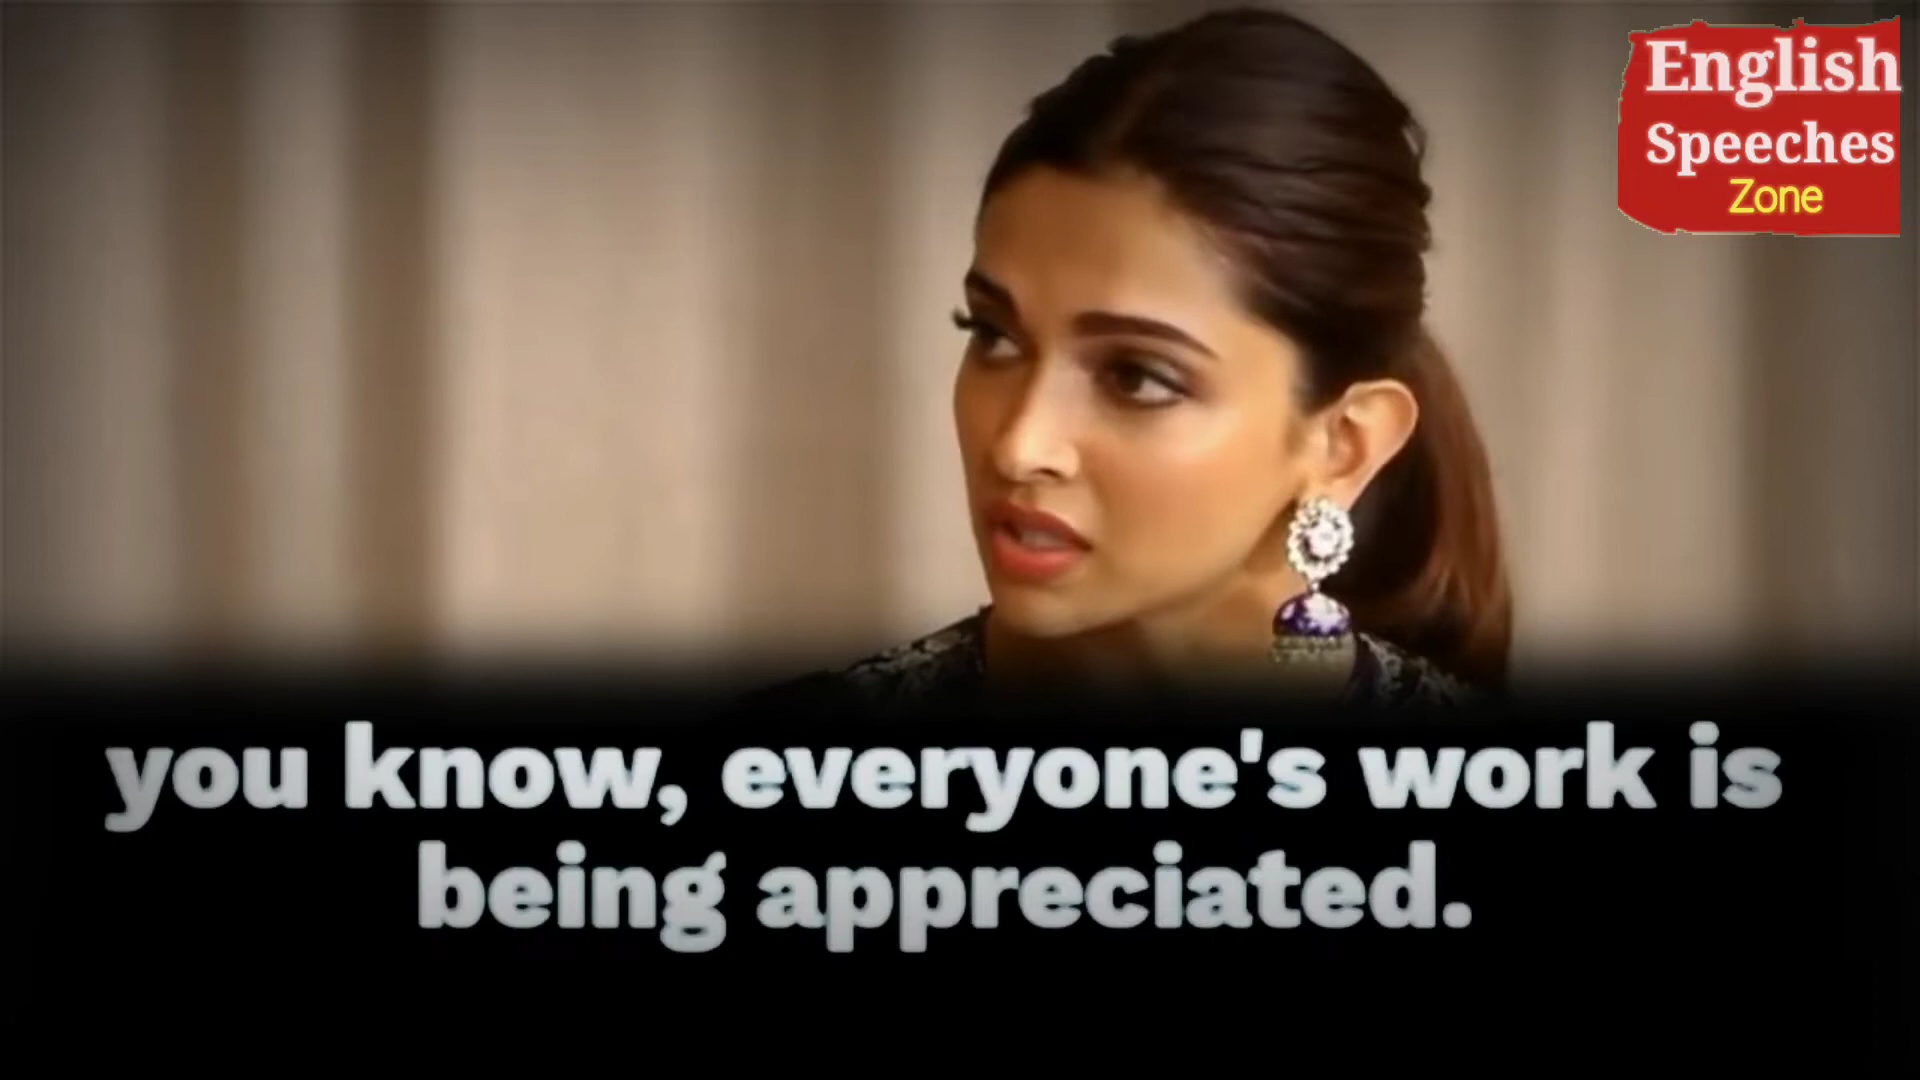 English
Speeches
Zone
you know, everyone's work is
being appreciated.